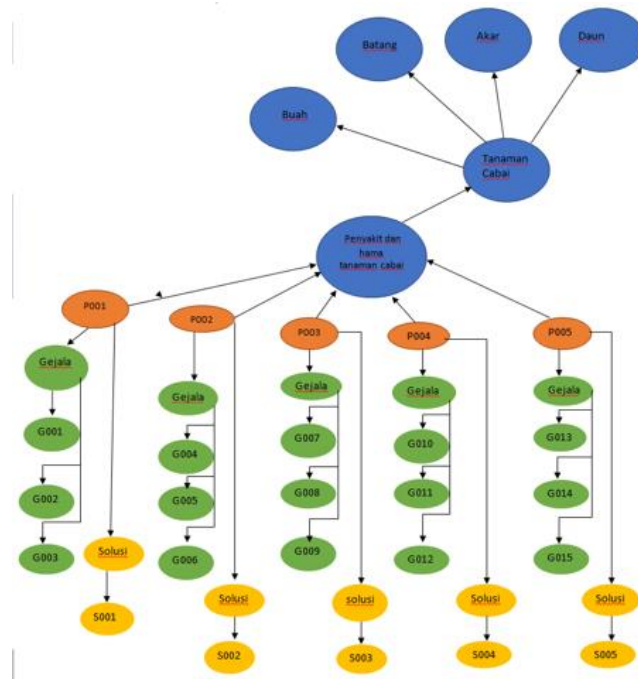 Batang
Akar
Daun
Buah
Tanaman
Cabai
Penyakit dan
hama
tanaman cabai
P001
P002
P003
P004
P005
Gejala
Gejala
Gejala
Gejala
Gejala
G001
G004
G007
G010
G013
G002
G005
G008
G011
G014
G003
G006
G009
G012
G015
Solusi
Solusi
solusi
Solusi
Solusi
S001
S002
S003
S004
S005